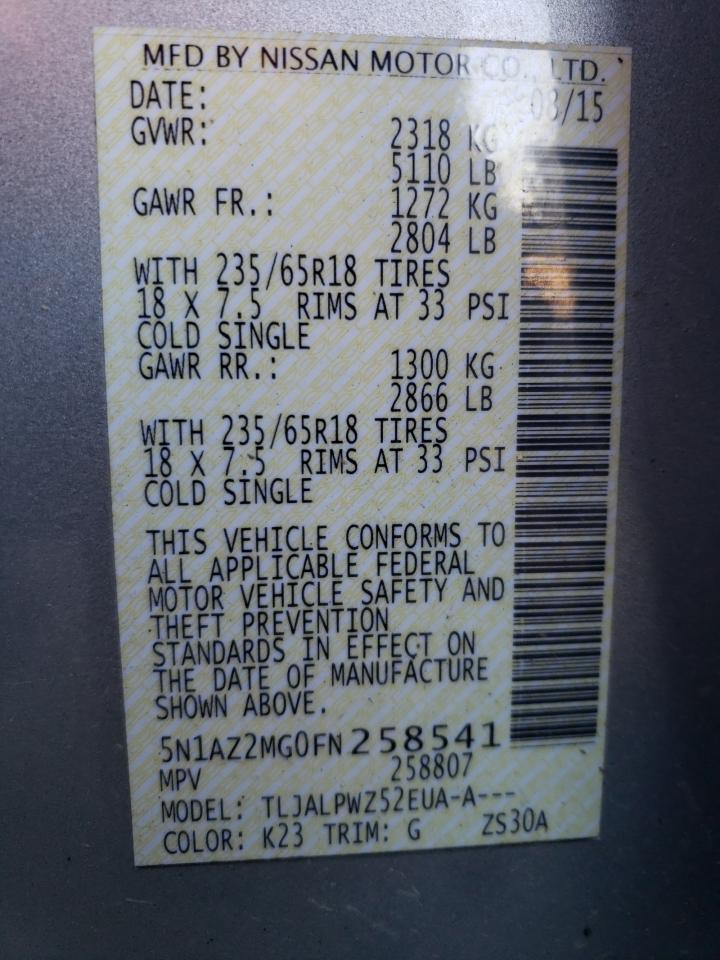 MFD BY NISSAN MOTOR CO., LTD.
DATE: 08/15
GVWR: 2318 KG
5110 LB
GAWR FR.: 1272 KG
2804 LB
WITH 235/65R18 TIRES
18 X 7.5 RIMS AT 33 PSI
COLD SINGLE
GAWR RR.: 1300 KG
2866 LB
WITH 235/65R18 TIRES
18 X 7.5 RIMS AT 33 PSI
COLD SINGLE
THIS VEHICLE CONFORMS TO
ALL APPLICABLE FEDERAL
MOTOR VEHICLE SAFETY AND
THEFT PREVENTION
STANDARDS IN EFFECT ON
THE DATE OF MANUFACTURE
SHOWN ABOVE.
5N1AZ2MG0FN258541
MPV 258807
MODEL: TLJALPWZ52EUA-A---
COLOR: K23 TRIM: G ZS30A